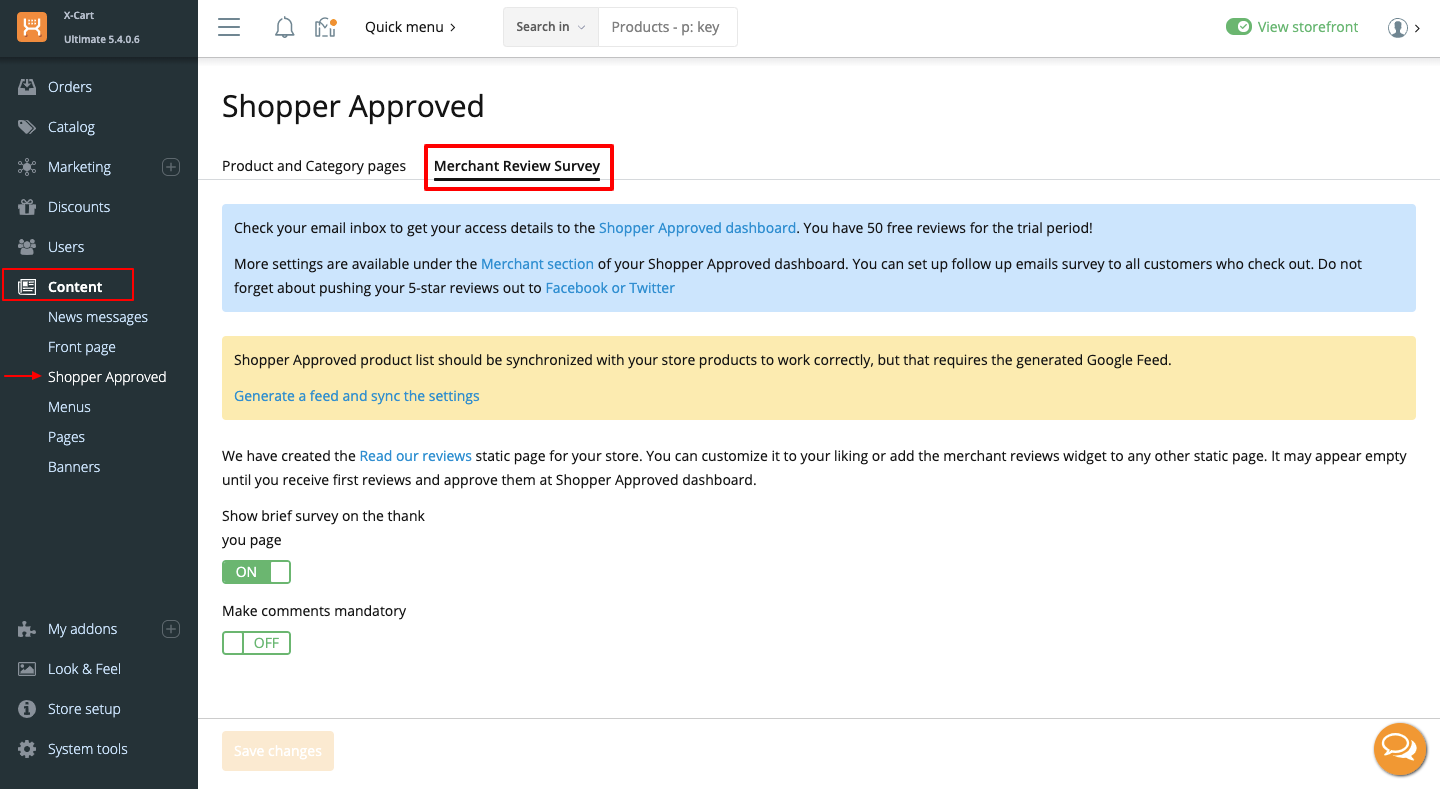 X-Cart
Ultimate 5.4.0.6
Quick menu
Search in
Products - p: key
View storefront
Orders
Catalog
Marketing
Discounts
Users
Content
News messages
Front page
Shopper Approved
Menus
Pages
Banners
My addons
Look & Feel
Store setup
System tools
Shopper Approved
Product and Category pages
Merchant Review Survey
Check your email inbox to get your access details to the Shopper Approved dashboard. You have 50 free reviews for the trial period!
More settings are available under the Merchant section of your Shopper Approved dashboard. You can set up follow up emails survey to all customers who check out. Do not
forget about pushing your 5-star reviews out to Facebook or Twitter
Shopper Approved product list should be synchronized with your store products to work correctly, but that requires the generated Google Feed.
Generate a feed and sync the settings
We have created the Read our reviews static page for your store. You can customize it to your liking or add the merchant reviews widget to any other static page. It may appear empty
until you receive first reviews and approve them at Shopper Approved dashboard.
Show brief survey on the thank
you page
ON
Make comments mandatory
OFF
Save changes